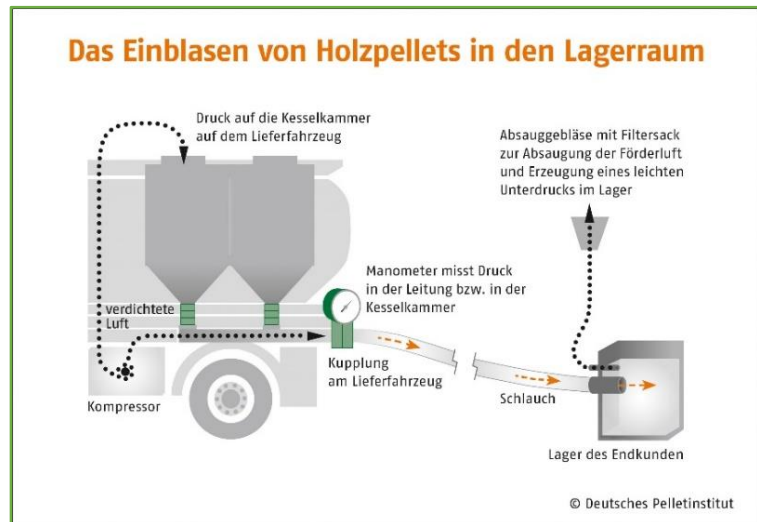 Das Einblasen von Holzpellets in den Lagerraum
Druck auf die Kesselkammer
auf dem Lieferfahrzeug
Absauggebläse mit Filtersack
zur Absaugung der Förderluft
und Erzeugung eines leichten
Unterdrucks im Lager
Manometer misst Druck
in der Leitung bzw. in der
Kesselkammer
verdichtete
Luft
Kupplung
am Lieferfahrzeug
Kompressor
Schlauch
Lager des Endkunden
© Deutsches Pelletinstitut